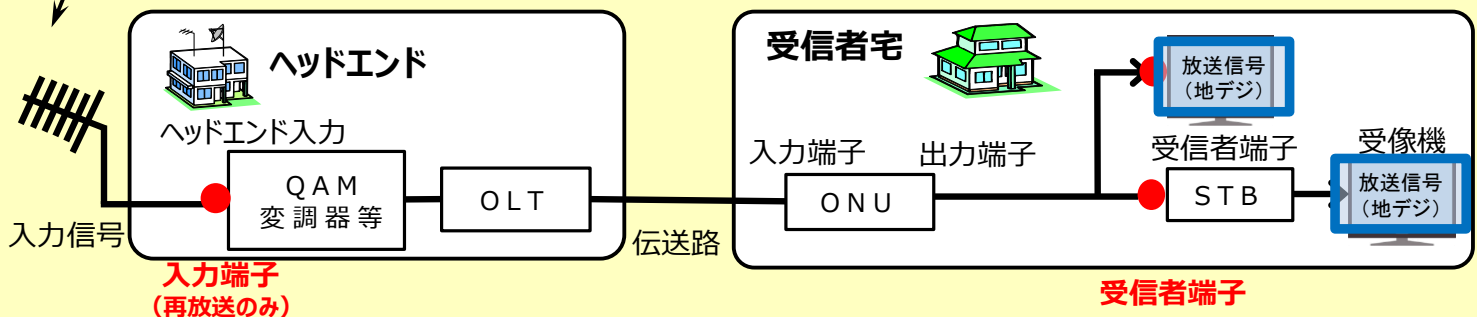 ヘッドエンド
ヘッドエンド入力
QAM
変調器等
OLT
入力信号
入力端子
（再放送のみ）
伝送路
受信者宅
入力端子
出力端子
ONU
放送信号
（地デジ）
受信者端子
受像機
STB
放送信号
（地デジ）
受信者端子